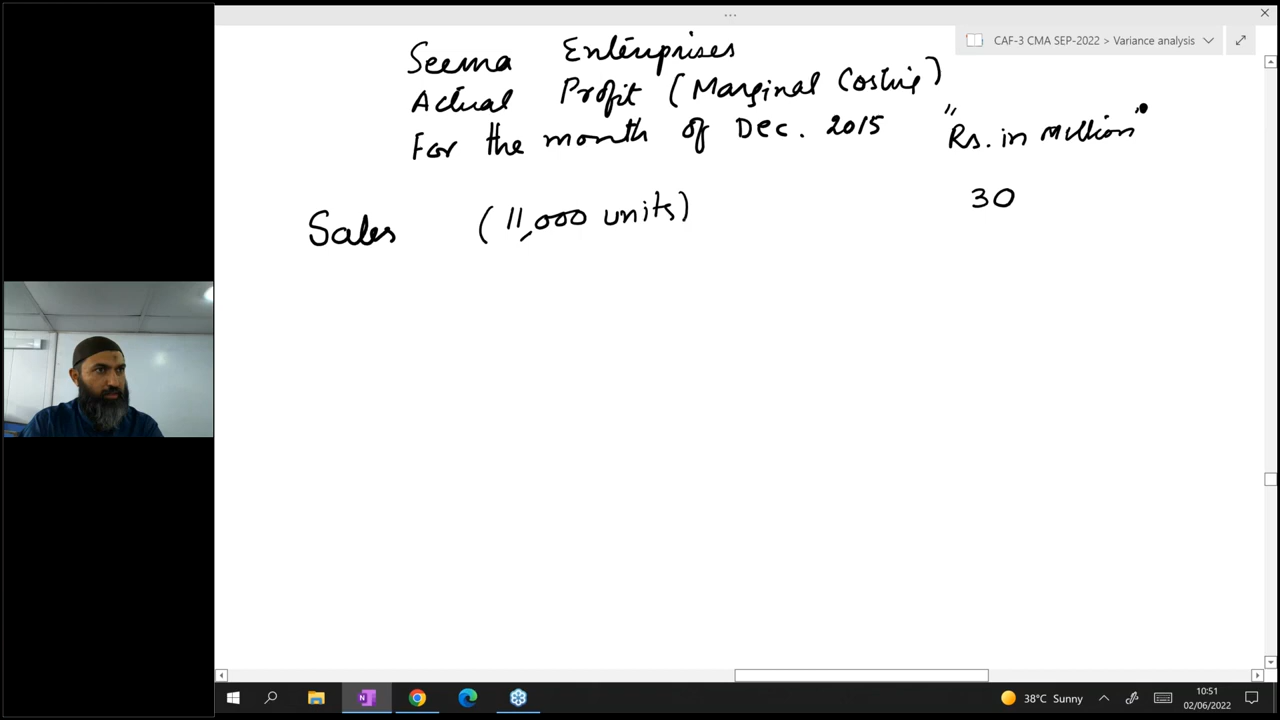 CAF-3 CMA SEP-2022 > Variance analysis
Seema Enterprises
Actual Profit (Marginal Costing)
For the month of Dec. 2015
"Rs. in Million"
Sales (11,000 units) 30
38°C Sunny
10:51
02/06/2022